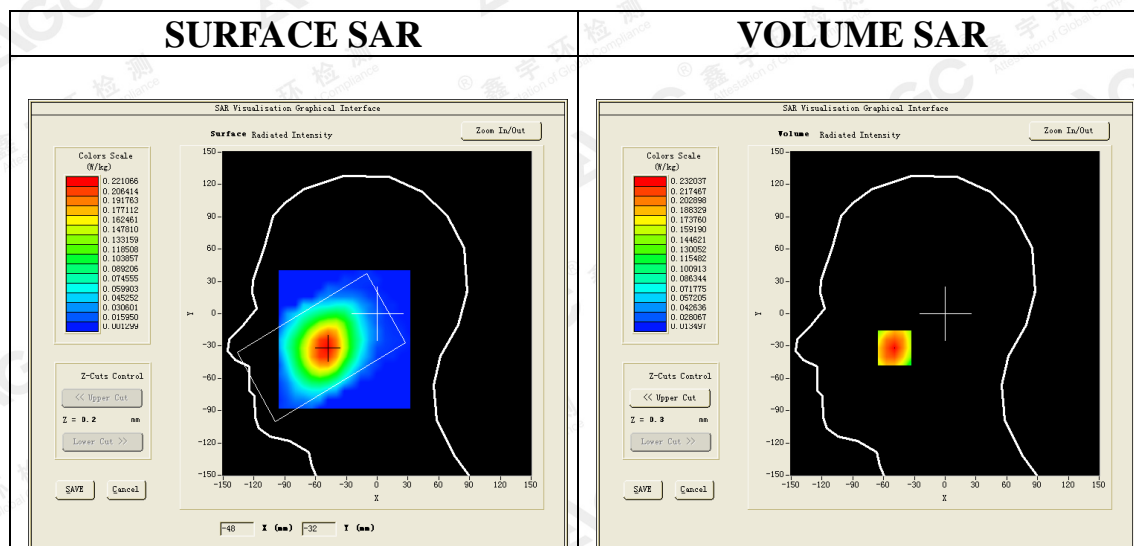 SURFACE SAR
VOLUME SAR
SAR Visualisation Graphical Interface
Surface Radiated Intensity
Zoom In/Out
Colors Scale
(W/kg)
0.221066
0.206414
0.191763
0.177112
0.162461
0.147810
0.133159
0.118508
0.103857
0.089206
0.074555
0.059903
0.045252
0.030601
0.015950
0.001299
Z-Cuts Control
<< Upper Cut
Z = 0.2 mm
Lower Cut >>
SAVE
Cancel
150
120
90
60
30
0
-30
-60
-90
-120
-150
Y
-150 -120 -90 -60 -30 0 30 60 90 120 150
X
-48 X (mm) -32 Y (mm)
SAR Visualisation Graphical Interface
Volume Radiated Intensity
Zoom In/Out
Colors Scale
(W/kg)
0.232037
0.217467
0.202898
0.188329
0.173760
0.159190
0.144621
0.130052
0.115482
0.100913
0.086344
0.071775
0.057205
0.042636
0.028067
0.013497
Z-Cuts Control
<< Upper Cut
Z = 0.3 mm
Lower Cut >>
SAVE
Cancel
150
120
90
60
30
0
-30
-60
-90
-120
-150
Y
-150 -120 -90 -60 -30 0 30 60 90 120 150
X